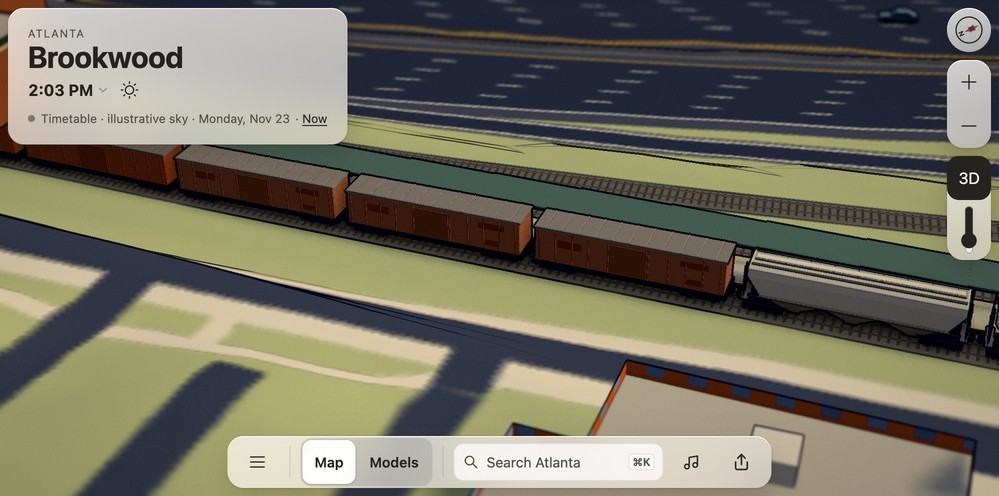 ATLANTA
Brookwood
2:03 PM
Timetable · illustrative sky · Monday, Nov 23 · Now
3D
Map
Models
Search Atlanta
⌘K